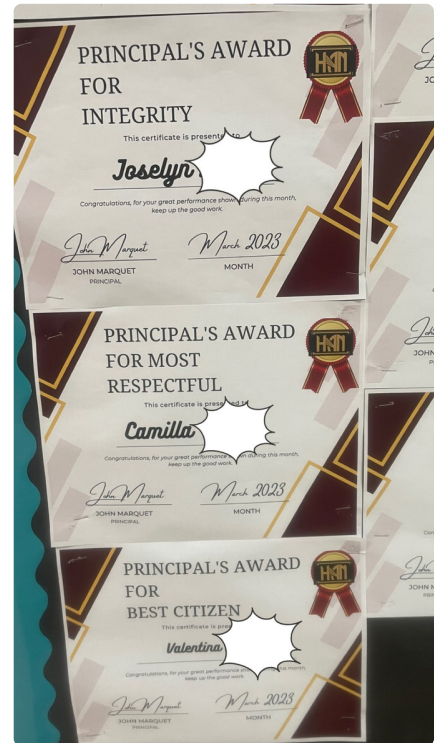 PRINCIPAL'S AWARD
FOR
INTEGRITY
HAN
This certificate is presented to
Joselyn
Congratulations, for your great performance shown during this month,
keep up the good work.
John Marquet March 2023
JOHN MARQUET MONTH
PRINCIPAL
PRINCIPAL'S AWARD
FOR MOST
RESPECTFUL
HAN
This certificate is presented to
Camilla
Congratulations, for your great performance shown during this month,
keep up the good work.
John Marquet March 2023
JOHN MARQUET MONTH
PRINCIPAL
PRINCIPAL'S AWARD
FOR
BEST CITIZEN
HAN
This certificate is pre
Valentina
Congratulations, for your great performance this month,
keep up the good work.
John Marquet March 2023
JOHN MARQUET MONTH
PRINCIPAL